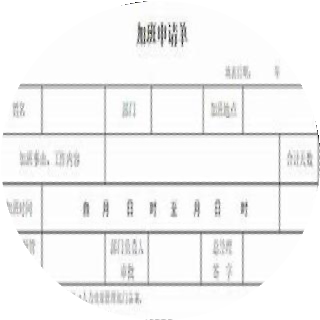 加班申请单
填表日期： 年
姓名 部门 加班地点
加班事由、工作内容 合计天数
加班时间 自 月 日 时 至 月 日 时
部门负责人 总经理
审批 签字